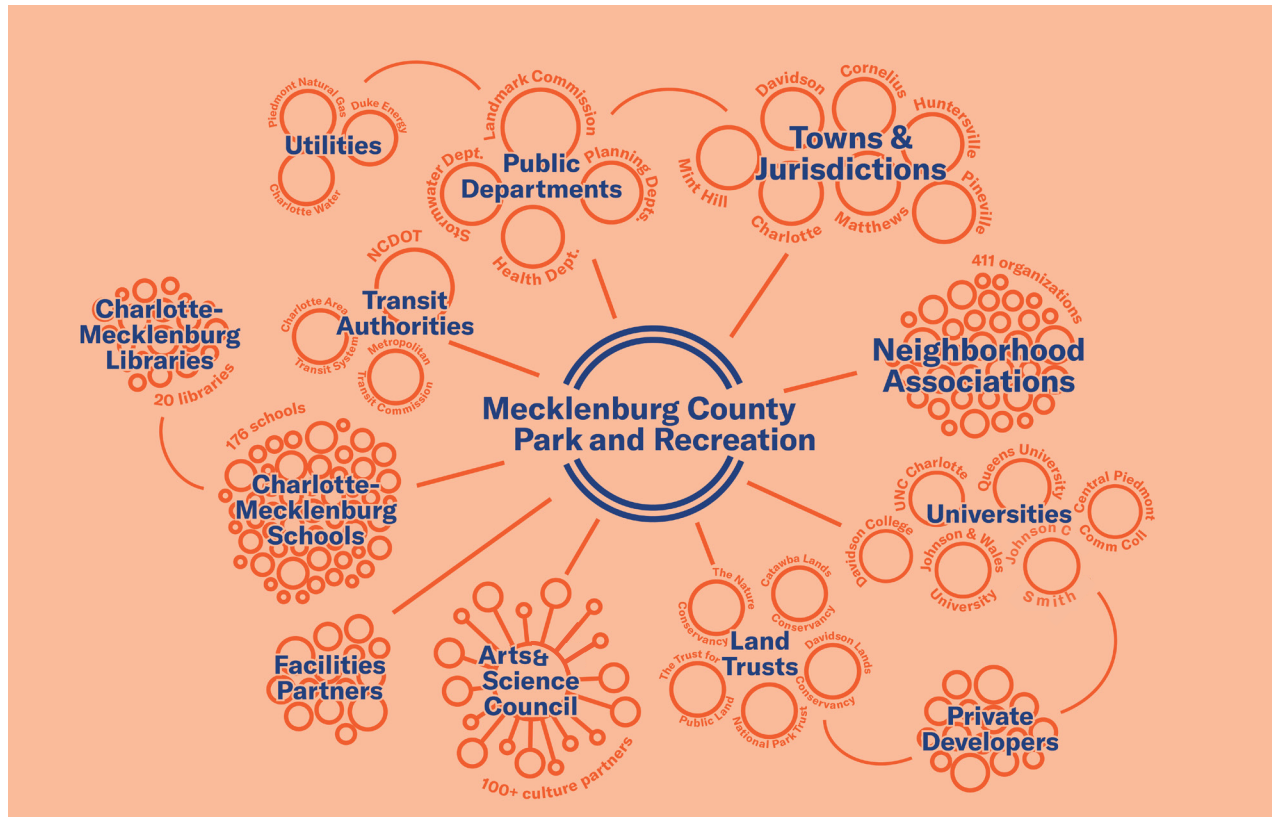 Piedmont Natural Gas
Duke Energy
Utilities
Charlotte Water
Landmark Commission
Public
Departments
Stormwater Dept.
Planning Depts.
Health Dept.
Davidson
Cornelius
Huntersville
Towns &
Jurisdictions
Mint Hill
Charlotte
Matthews
Pineville
NCDOT
Transit
Authorities
Charlotte Area
Transit System
Metropolitan
Transit Commission
Charlotte-
Mecklenburg
Libraries
20 libraries
411 organizations
Neighborhood
Associations
Mecklenburg County
Park and Recreation
176 schools
Charlotte-
Mecklenburg
Schools
UNC Charlotte
Queens University
Central Piedmont
Comm Coll
Universities
Davidson College
Johnson & Wales
University
Johnson C
Smith
Facilities
Partners
Arts&
Science
Council
100+ culture partners
The Nature
Conservancy
Catawba Lands
Conservancy
Land
Trusts
The Trust for
Public Land
Davidson Lands
Conservancy
National Park Trust
Private
Developers